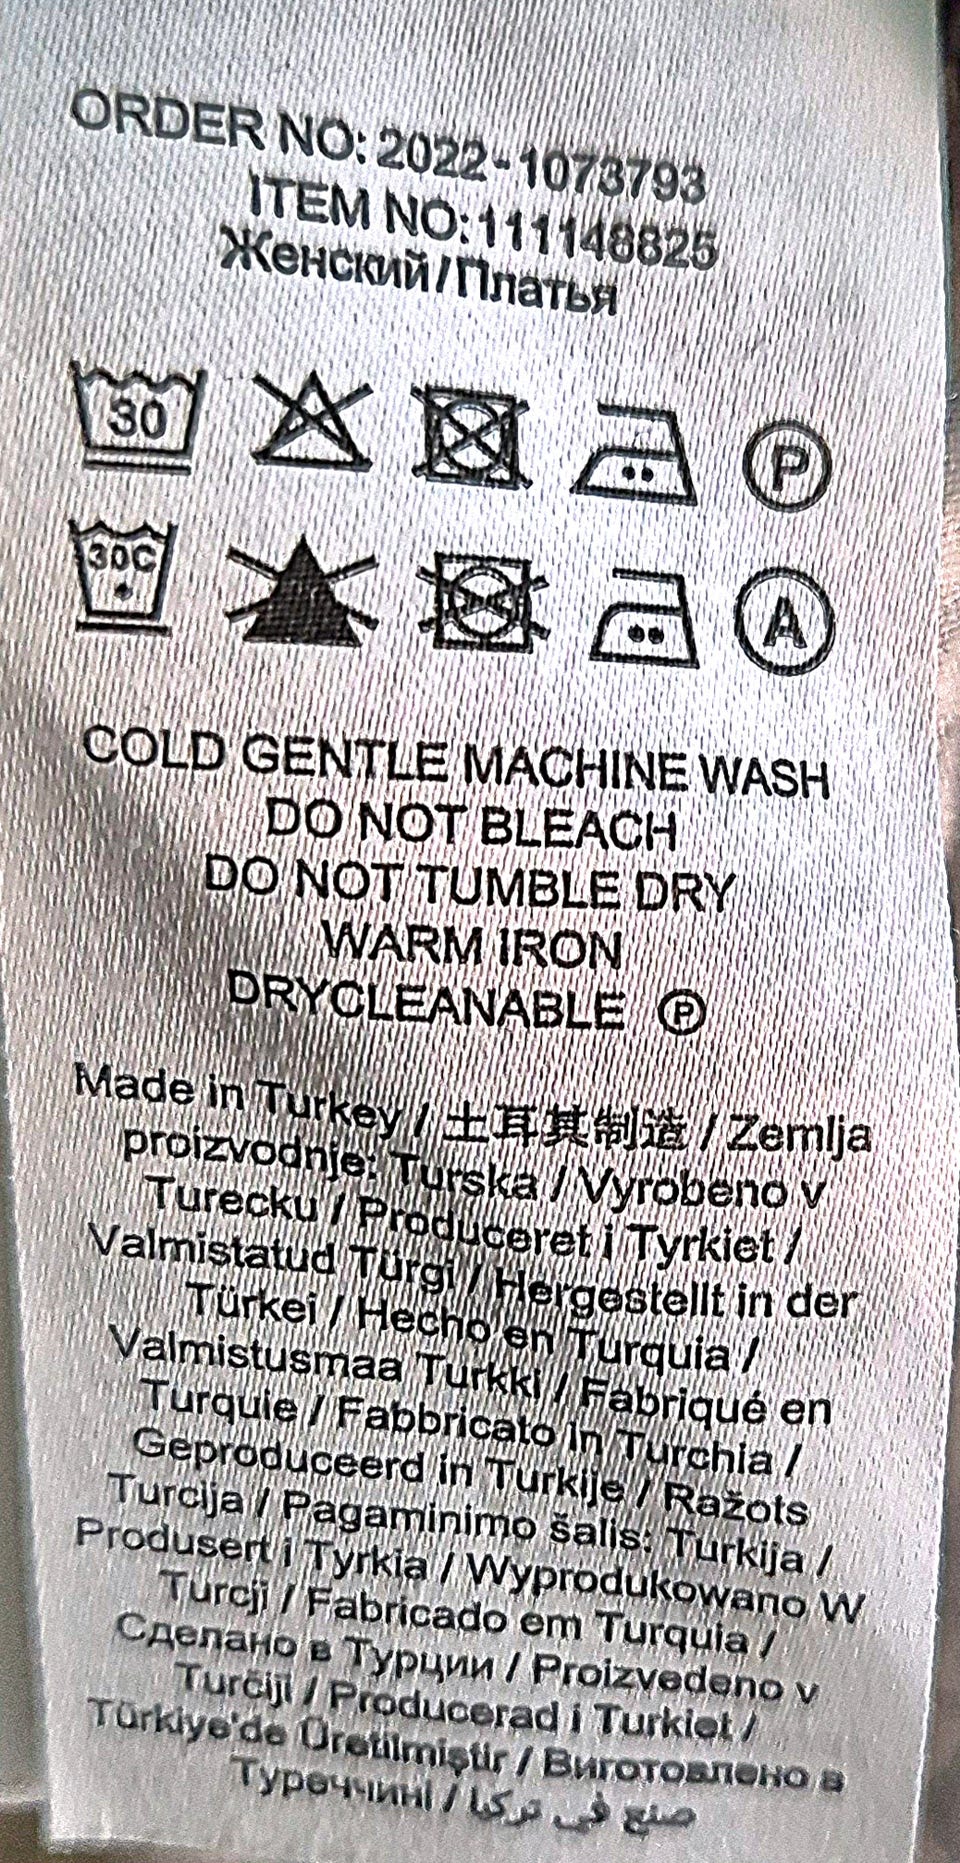 ORDER NO: 2022-1073793
ITEM NO:111148825
Женский/Платья
30 P
30C A
COLD GENTLE MACHINE WASH
DO NOT BLEACH
DO NOT TUMBLE DRY
WARM IRON
DRYCLEANABLE P
Made in Turkey / 土耳其制造 / Zemlja
proizvodnje: Turska / Vyrobeno v
Turecku / Produceret i Tyrkiet /
Valmistatud Türgi / Hergestellt in der
Türkei / Hecho en Turquia /
Valmistusmaa Turkki / Fabriqué en
Turquie / Fabbricato in Turchia /
Geproduceerd in Turkije / Ražots
Turcija / Pagaminimo šalis: Turkija /
Produsert i Tyrkia / Wyprodukowano W
Turcji / Fabricado em Turquia /
Сделано в Турции / Proizvedeno v
Turčiji / Producerad i Turkiet /
Türkiye'de Üretilmiştir / Виготовлено в
Туреччині / صنع في تركيا